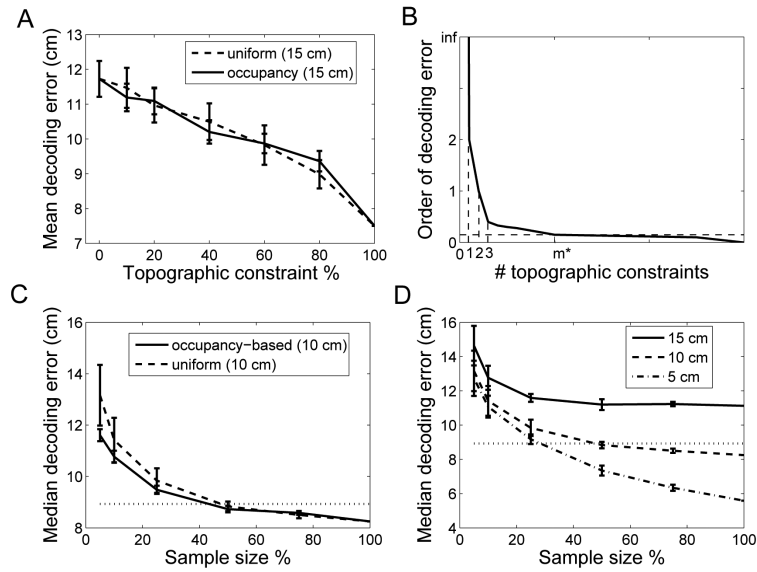 A
Mean decoding error (cm)
13
12
11
10
9
8
7
uniform (15 cm)
occupancy (15 cm)
0 20 40 60 80 100
Topographic constraint %
B
Order of decoding error
inf
2
1
0
0 1 2 3 m*
# topographic constraints
C
Median decoding error (cm)
16
14
12
10
8
occupancy-based (10 cm)
uniform (10 cm)
0 20 40 60 80 100
Sample size %
D
Median decoding error (cm)
16
14
12
10
8
6
4
15 cm
10 cm
5 cm
0 20 40 60 80 100
Sample size %